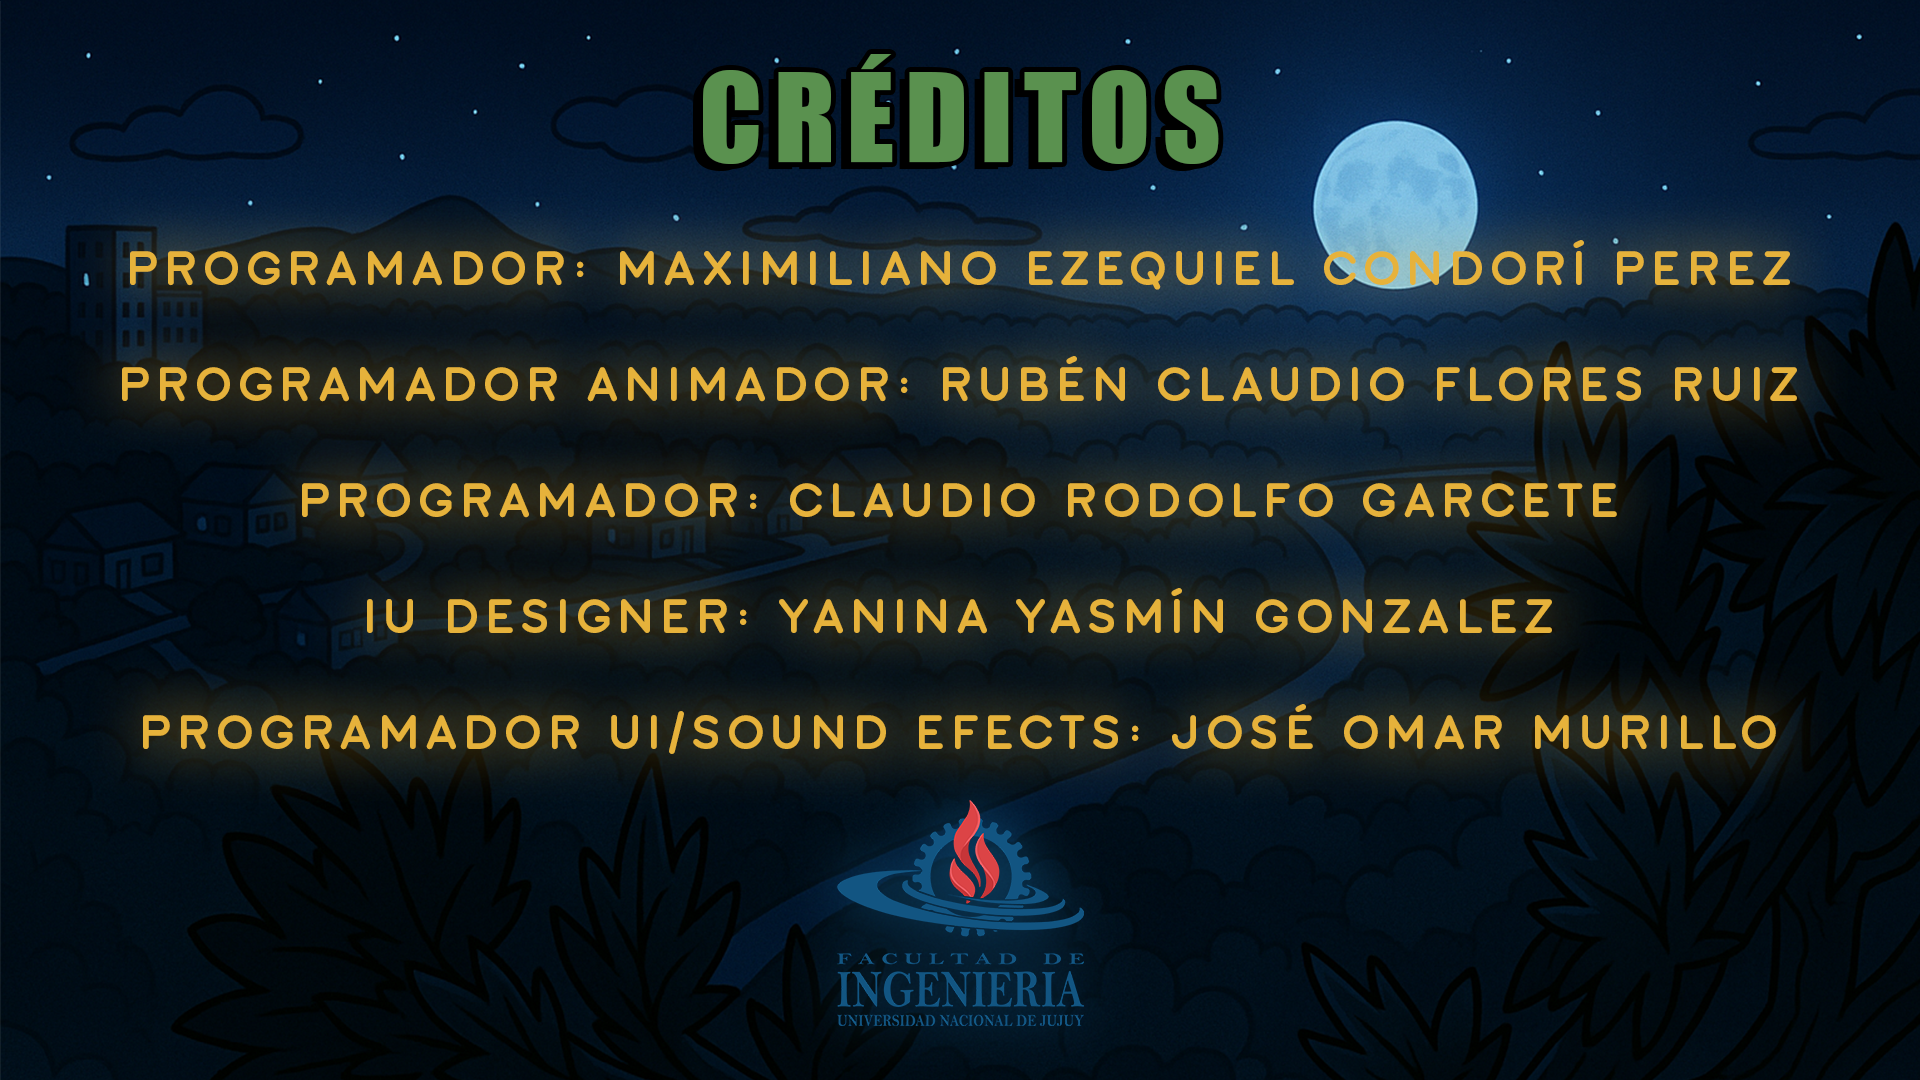 CRÉDITOS
PROGRAMADOR: MAXIMILIANO EZEQUIEL CONDORÍ PEREZ
PROGRAMADOR ANIMADOR: RUBÉN CLAUDIO FLORES RUIZ
PROGRAMADOR: CLAUDIO RODOLFO GARCETE
IU DESIGNER: YANINA YASMÍN GONZALEZ
PROGRAMADOR UI/SOUND EFECTS: JOSÉ OMAR MURILLO
FACULTAD DE
INGENIERIA
UNIVERSIDAD NACIONAL DE JUJUY